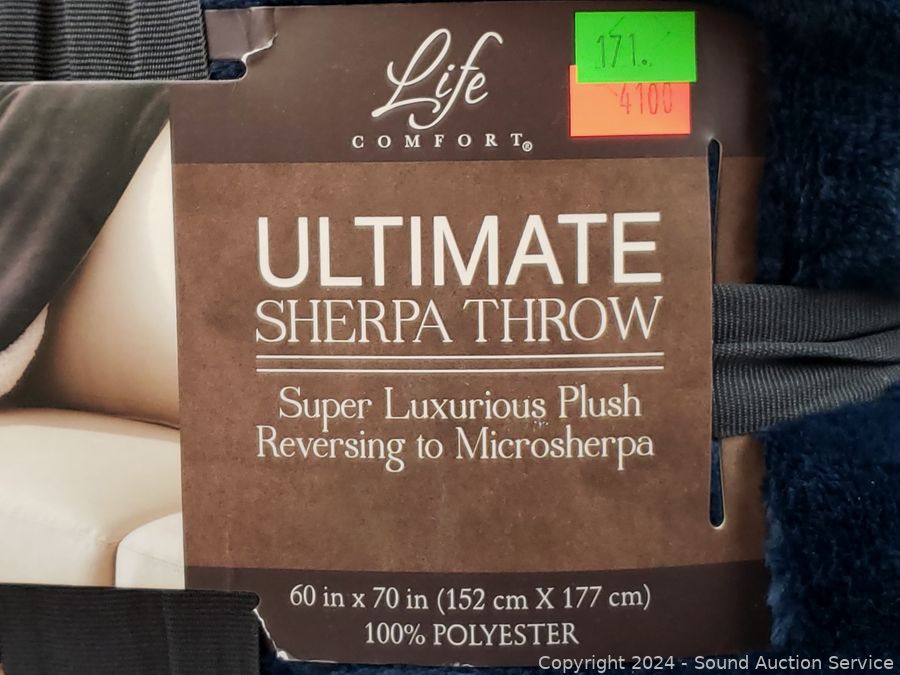 Life
COMFORT®
171.
4100
ULTIMATE
SHERPA THROW
Super Luxurious Plush
Reversing to Microsherpa
60 in x 70 in (152 cm X 177 cm)
100% POLYESTER
Copyright 2024 - Sound Auction Service